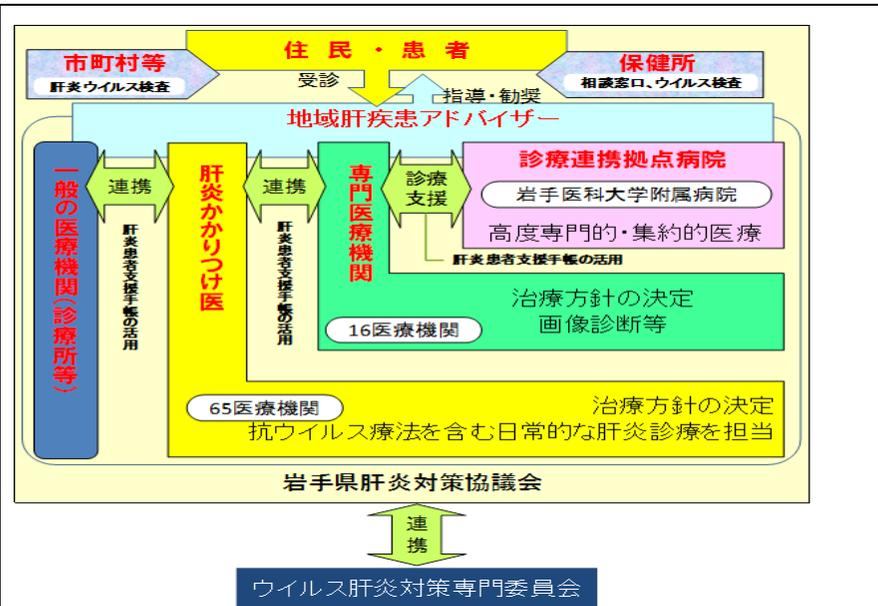 住民・患者
市町村等
肝炎ウイルス検査
保健所
相談窓口、ウイルス検査
受診
指導・勧奨
地域肝疾患アドバイザー
一般の医療機関(診療所等)
連携
肝炎患者支援手帳の活用
肝炎かかりつけ医
連携
肝炎患者支援手帳の活用
専門医療機関
診療
支援
診療連携拠点病院
岩手医科大学附属病院
高度専門的・集約的医療
肝炎患者支援手帳の活用
治療方針の決定
画像診断等
16医療機関
65医療機関
治療方針の決定
抗ウイルス療法を含む日常的な肝炎診療を担当
岩手県肝炎対策協議会
連
携
ウイルス肝炎対策専門委員会